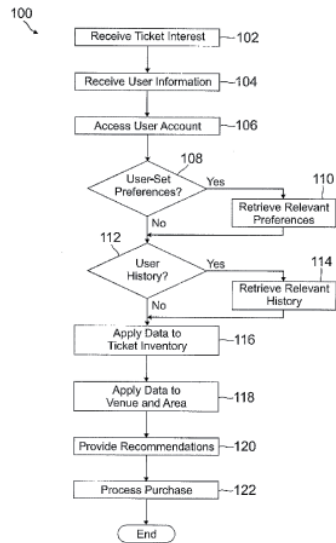 100
Receive Ticket Interest
102
Receive User Information
104
Access User Account
106
108
User-Set
Preferences?
Yes
110
Retrieve Relevant
Preferences
No
112
User
History?
Yes
114
Retrieve Relevant
History
No
Apply Data to
Ticket Inventory
116
Apply Data to
Venue and Area
118
Provide Recommendations
120
Process Purchase
122
End